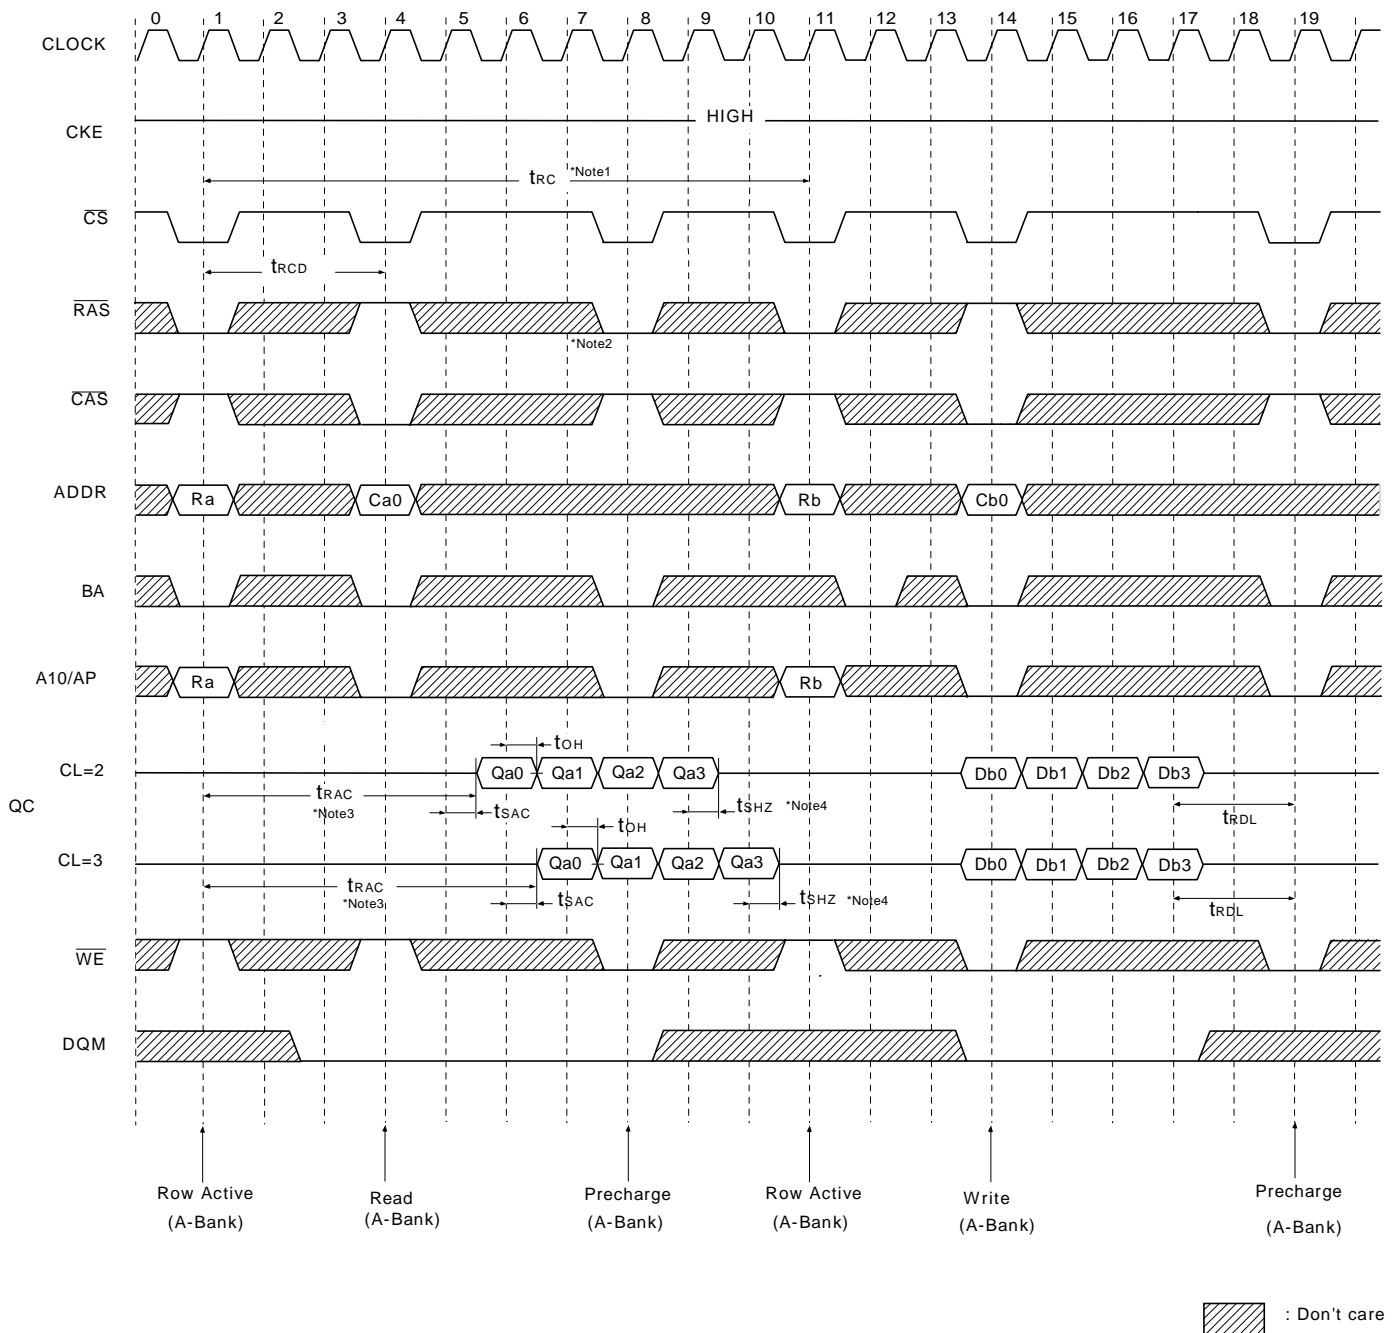 0 1 2 3 4 5 6 7 8 9 10 11 12 13 14 15 16 17 18 19
CLOCK
CKE
HIGH
tRC *Note1
CS
tRCD
RAS
*Note2
CAS
ADDR
Ra Ca0 Rb Cb0
BA
A10/AP
Ra Rb
tOH
CL=2
Qa0 Qa1 Qa2 Qa3 Db0 Db1 Db2 Db3
QC
tRAC
*Note3
tSAC
tSHZ *Note4
tRDL
tOH
CL=3
Qa0 Qa1 Qa2 Qa3 Db0 Db1 Db2 Db3
tRAC
*Note3
tSAC
tSHZ *Note4
tRDL
WE
DQM
Row Active
(A-Bank)
Read
(A-Bank)
Precharge
(A-Bank)
Row Active
(A-Bank)
Write
(A-Bank)
Precharge
(A-Bank)
: Don't care